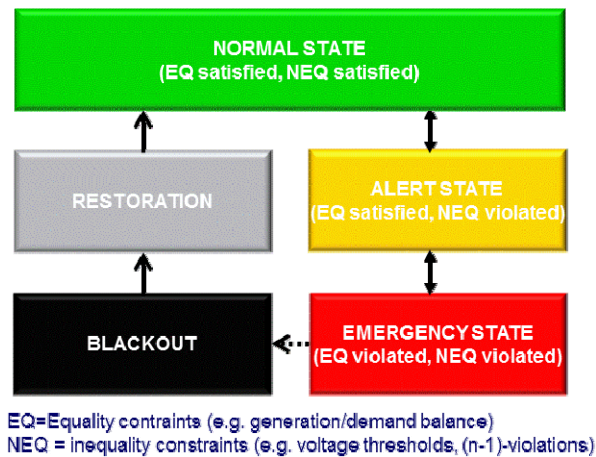 NORMAL STATE
(EQ satisfied, NEQ satisfied)
RESTORATION
ALERT STATE
(EQ satisfied, NEQ violated)
BLACKOUT
EMERGENCY STATE
(EQ violated, NEQ violated)
EQ=Equality contraints (e.g. generation/demand balance)
NEQ = inequality constraints (e.g. voltage thresholds, (n-1)-violations)